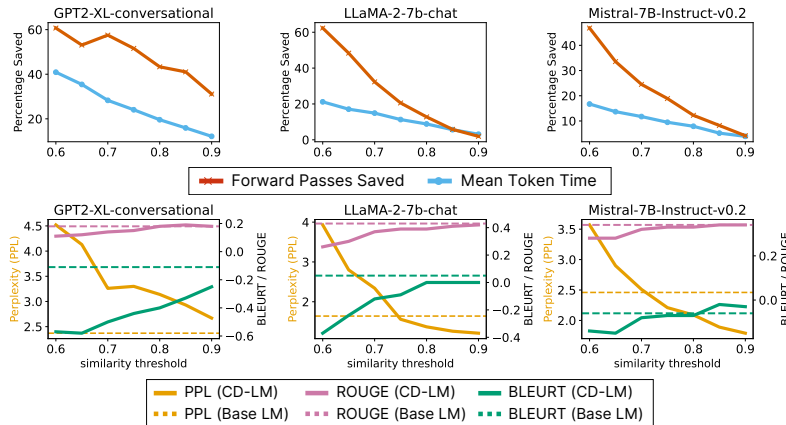 GPT2-XL-conversational
LLaMA-2-7b-chat
Mistral-7B-Instruct-v0.2
Percentage Saved
60
40
20
0.6 0.7 0.8 0.9
Percentage Saved
60
40
20
0
0.6 0.7 0.8 0.9
Percentage Saved
40
30
20
10
0.6 0.7 0.8 0.9
Forward Passes Saved Mean Token Time
GPT2-XL-conversational
LLaMA-2-7b-chat
Mistral-7B-Instruct-v0.2
Perplexity (PPL)
4.5
4.0
3.5
3.0
2.5
0.2
0.0
−0.2
−0.4
−0.6
BLEURT / ROUGE
0.6 0.7 0.8 0.9
similarity threshold
Perplexity (PPL)
4
3
2
0.4
0.2
0.0
−0.2
−0.4
BLEURT / ROUGE
0.6 0.7 0.8 0.9
similarity threshold
Perplexity (PPL)
3.5
3.0
2.5
2.0
0.2
0.0
BLEURT / ROUGE
0.6 0.7 0.8 0.9
similarity threshold
PPL (CD-LM) ROUGE (CD-LM) BLEURT (CD-LM)
PPL (Base LM) ROUGE (Base LM) BLEURT (Base LM)